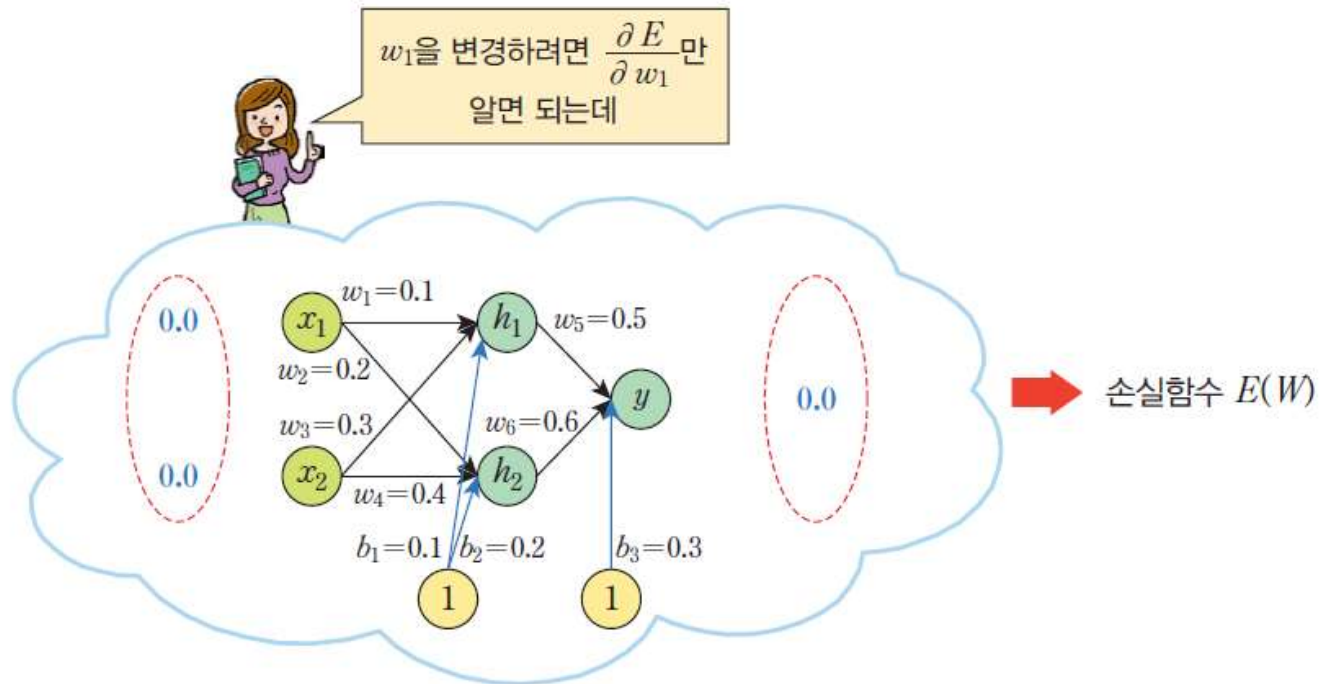 w₁을 변경하려면 ∂E/∂w₁만
알면 되는데
0.0
x₁
w₁=0.1
h₁
w₅=0.5
w₂=0.2
y
0.0
손실함수 E(W)
w₃=0.3
w₆=0.6
0.0
x₂
h₂
w₄=0.4
b₁=0.1
b₂=0.2
b₃=0.3
1
1